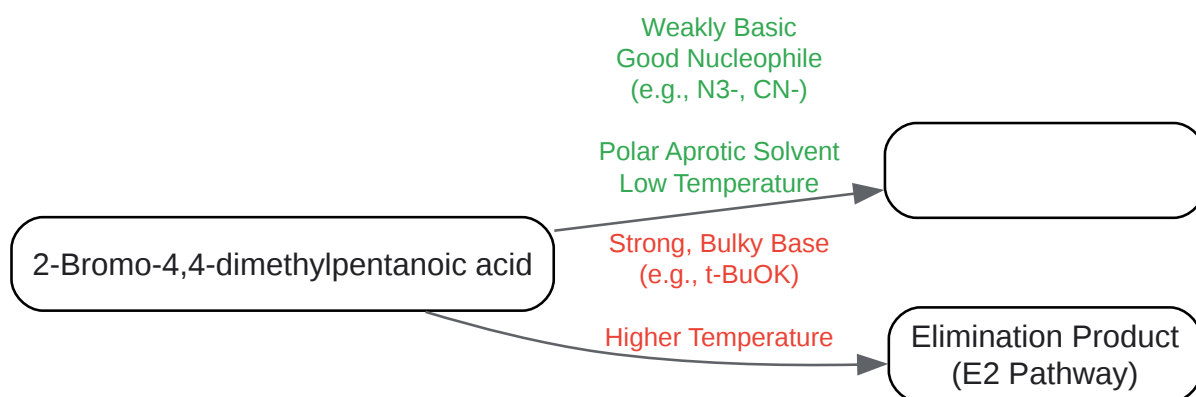 Weakly Basic
Good Nucleophile
(e.g., N3-, CN-)
Polar Aprotic Solvent
Low Temperature
2-Bromo-4,4-dimethylpentanoic acid
Strong, Bulky Base
(e.g., t-BuOK)
Higher Temperature
Elimination Product
(E2 Pathway)